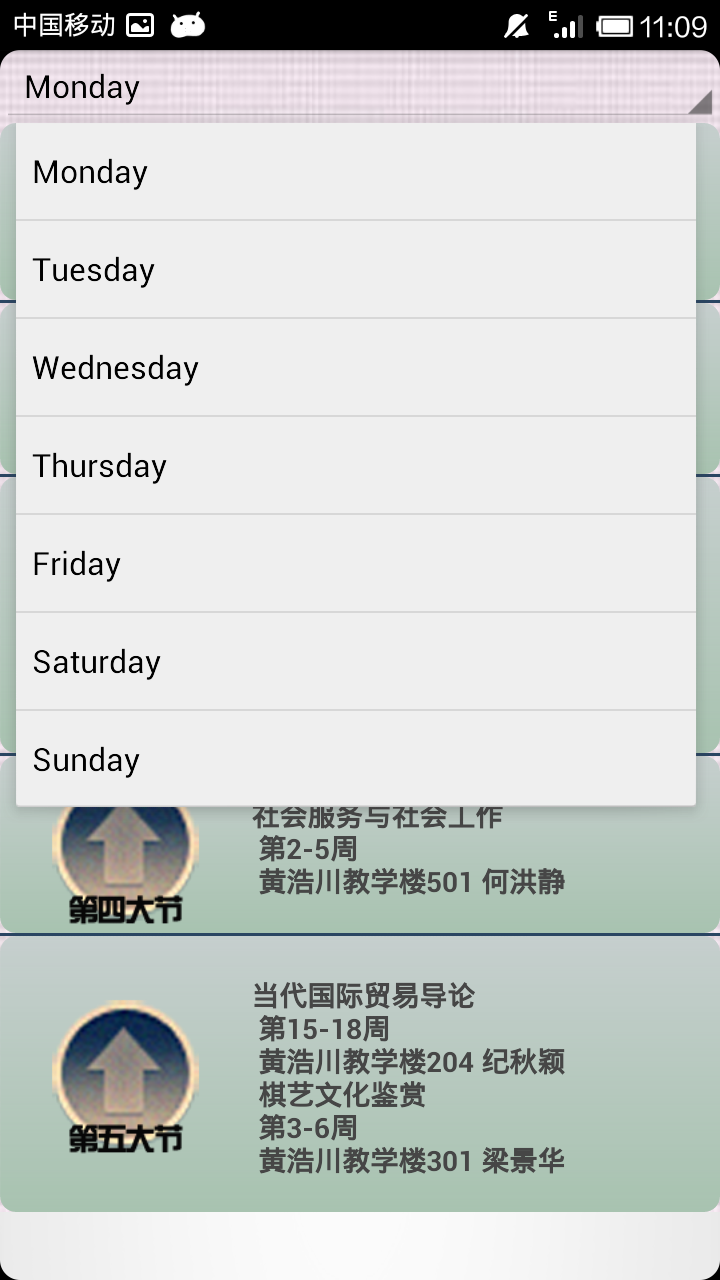 中国移动 E 11:09
Monday
Monday
Tuesday
Wednesday
Thursday
Friday
Saturday
Sunday
社会服务与社会工作
第2-5周
黄浩川教学楼501 何洪静
第四大节
当代国际贸易导论
第15-18周
黄浩川教学楼204 纪秋颖
棋艺文化鉴赏
第3-6周
黄浩川教学楼301 梁景华
第五大节